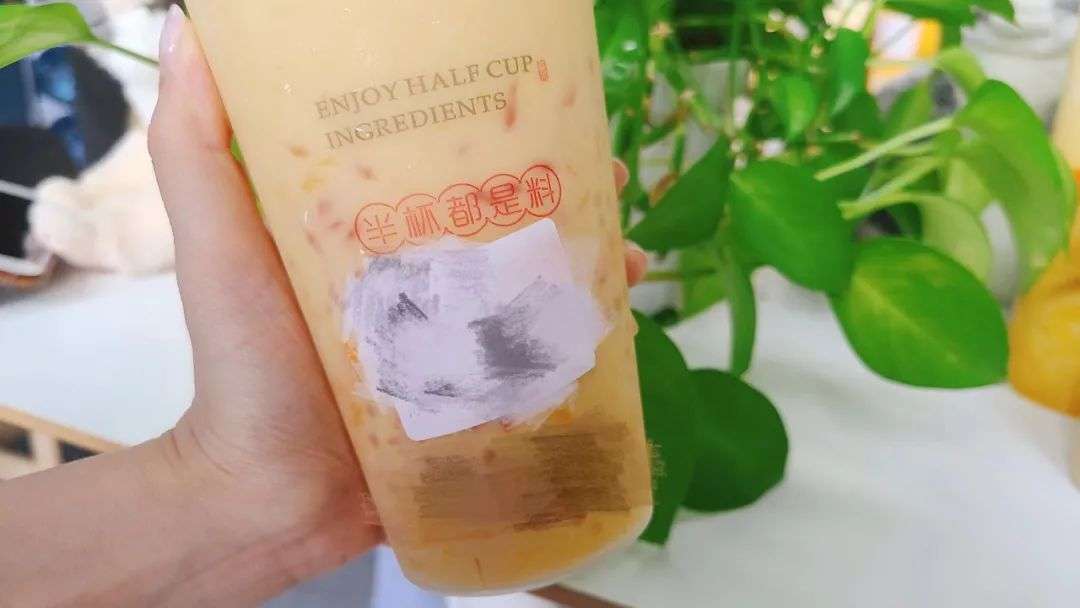 ENJOY HALF CUP
INGREDIENTS
半杯都是料